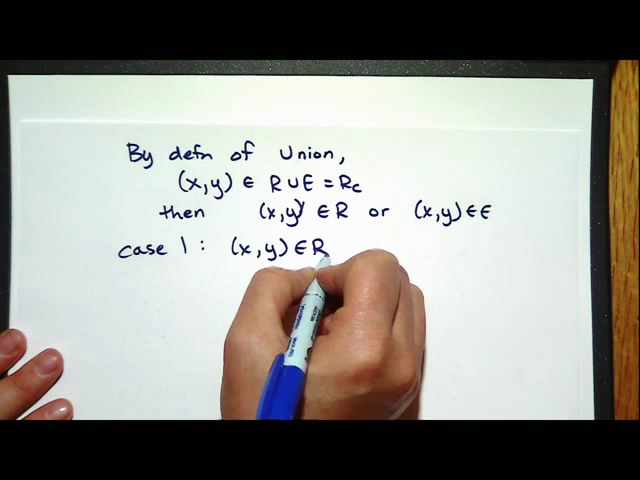 By defn of Union,
(x,y) ∈ R ∪ E = Rc
then (x,y) ∈ R or (x,y) ∈ E
case 1: (x,y) ∈ R